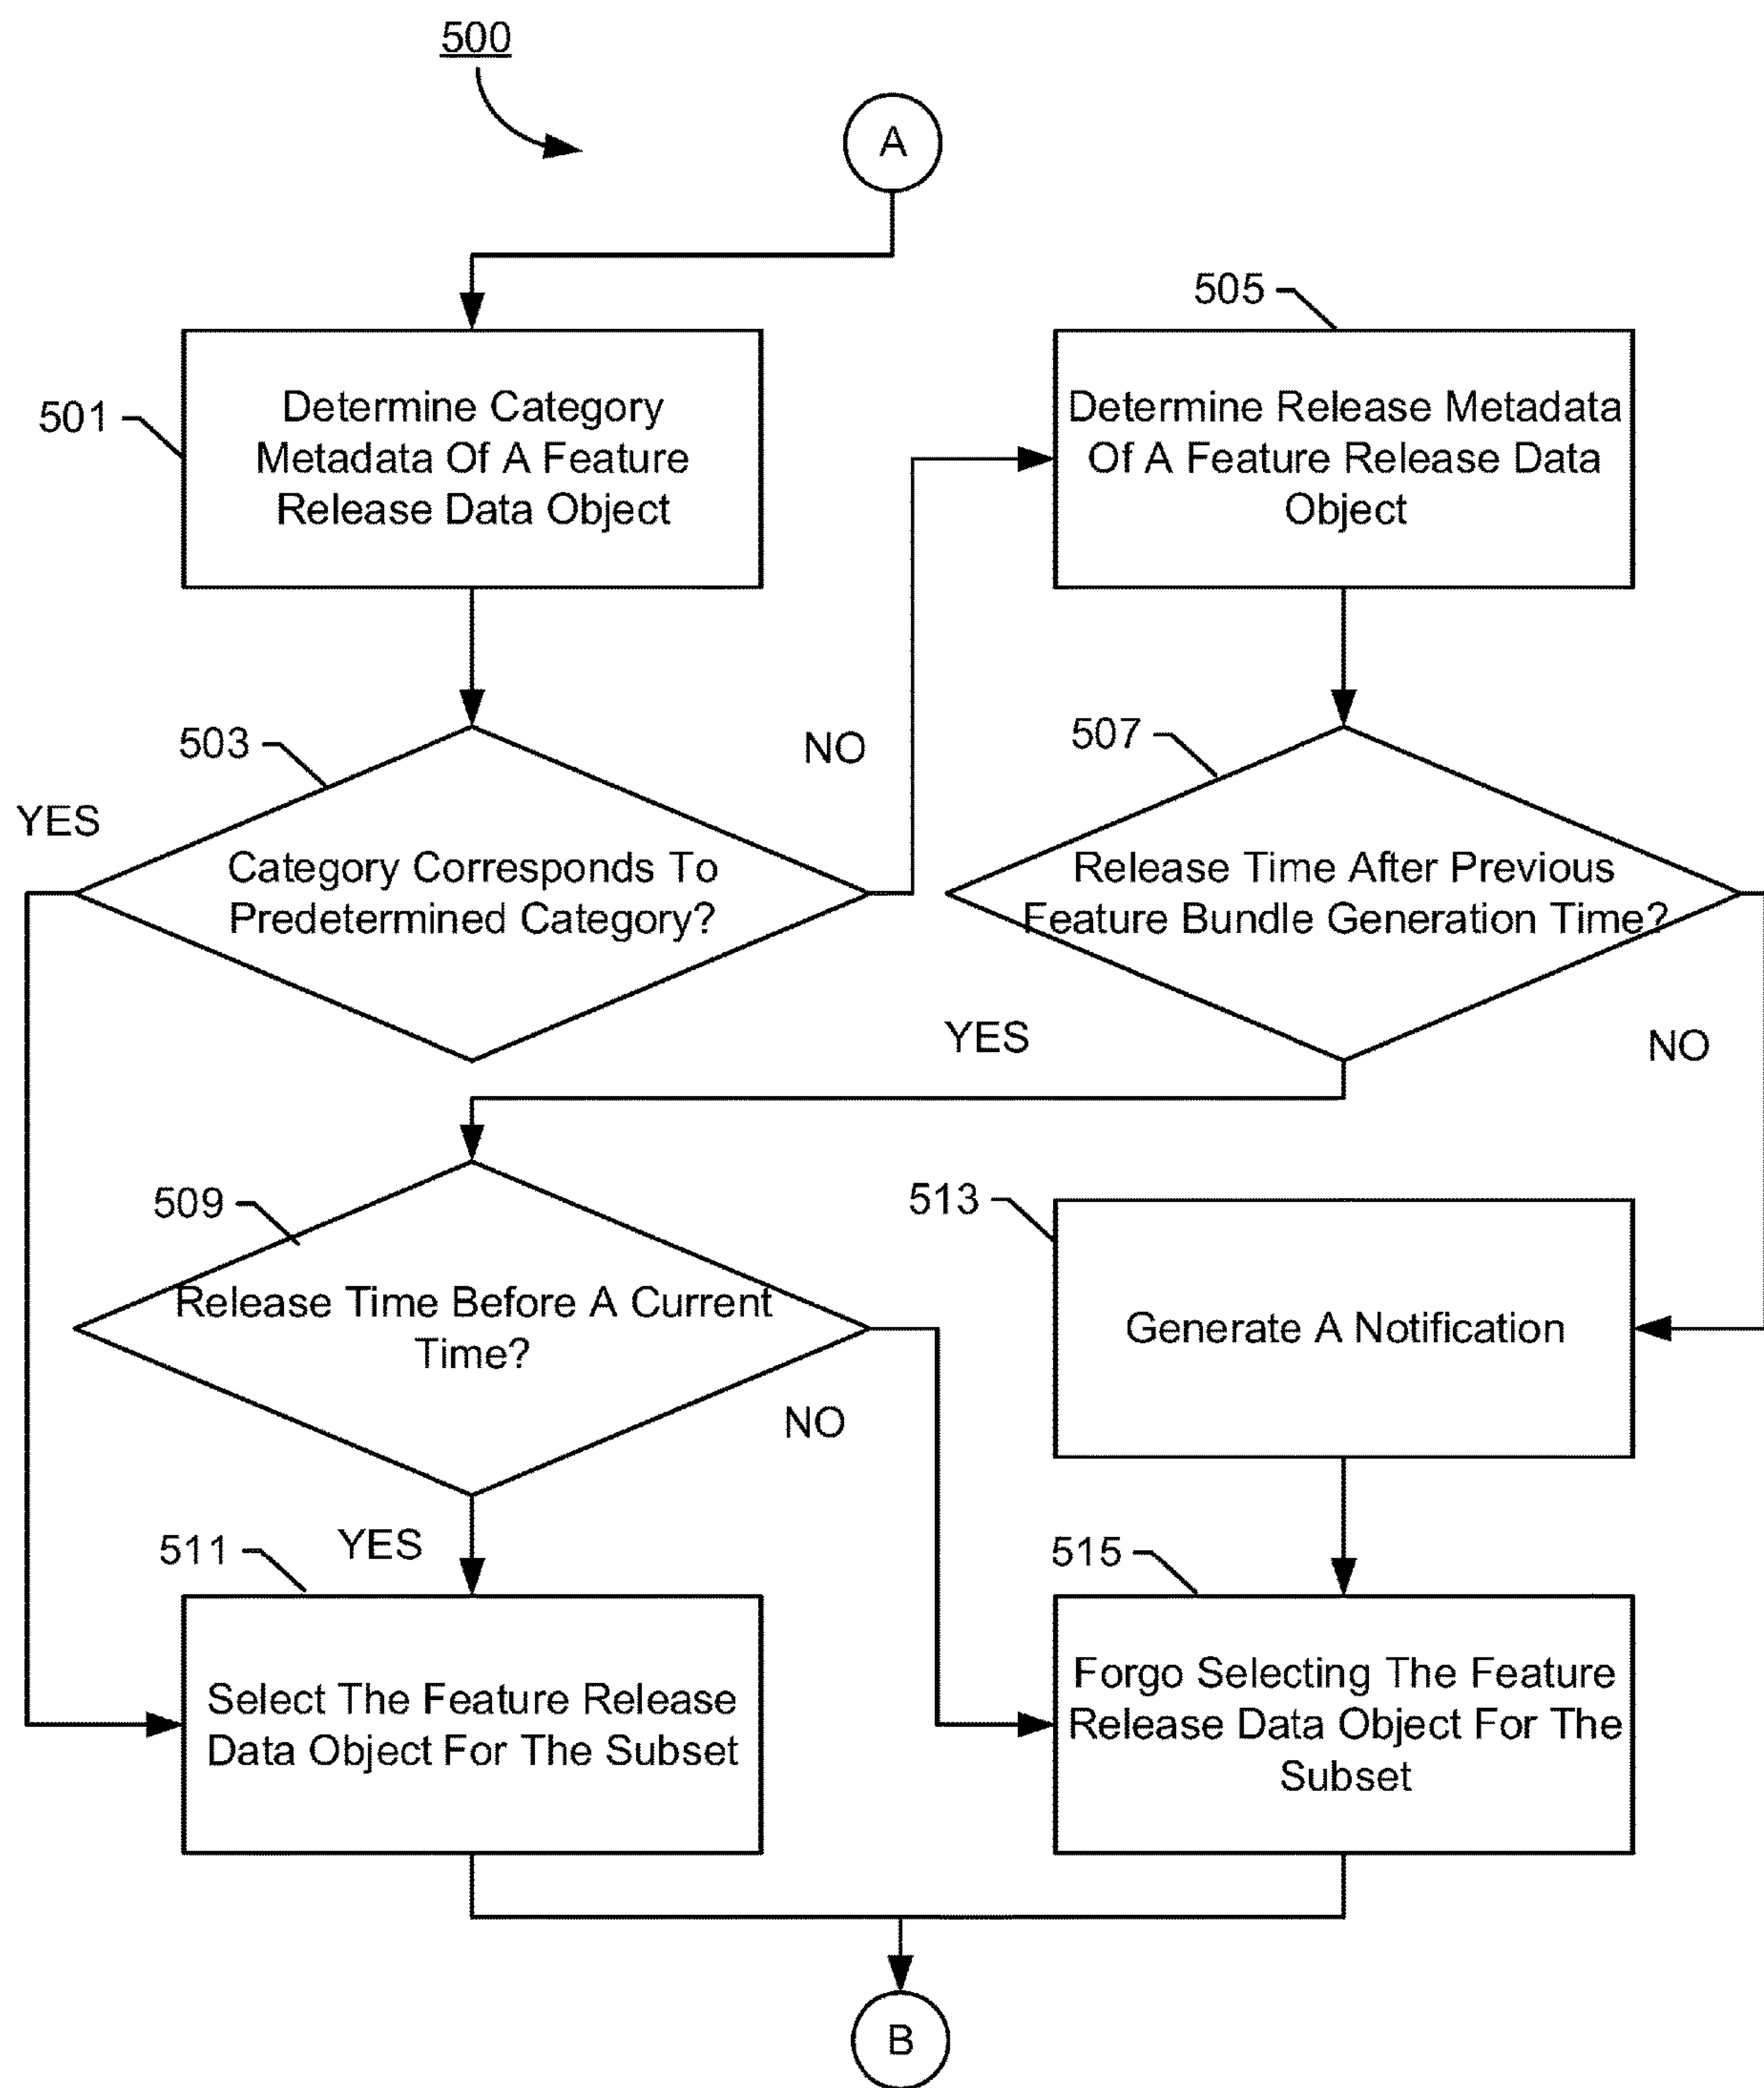 500
A
505
501
Determine Category
Metadata Of A Feature
Release Data Object
Determine Release Metadata
Of A Feature Release Data
Object
503
NO
507
YES
Category Corresponds To
Predetermined Category?
Release Time After Previous
Feature Bundle Generation Time?
YES
NO
509
513
Release Time Before A Current
Time?
Generate A Notification
NO
511
YES
515
Select The Feature Release
Data Object For The Subset
Forgo Selecting The Feature
Release Data Object For The
Subset
B